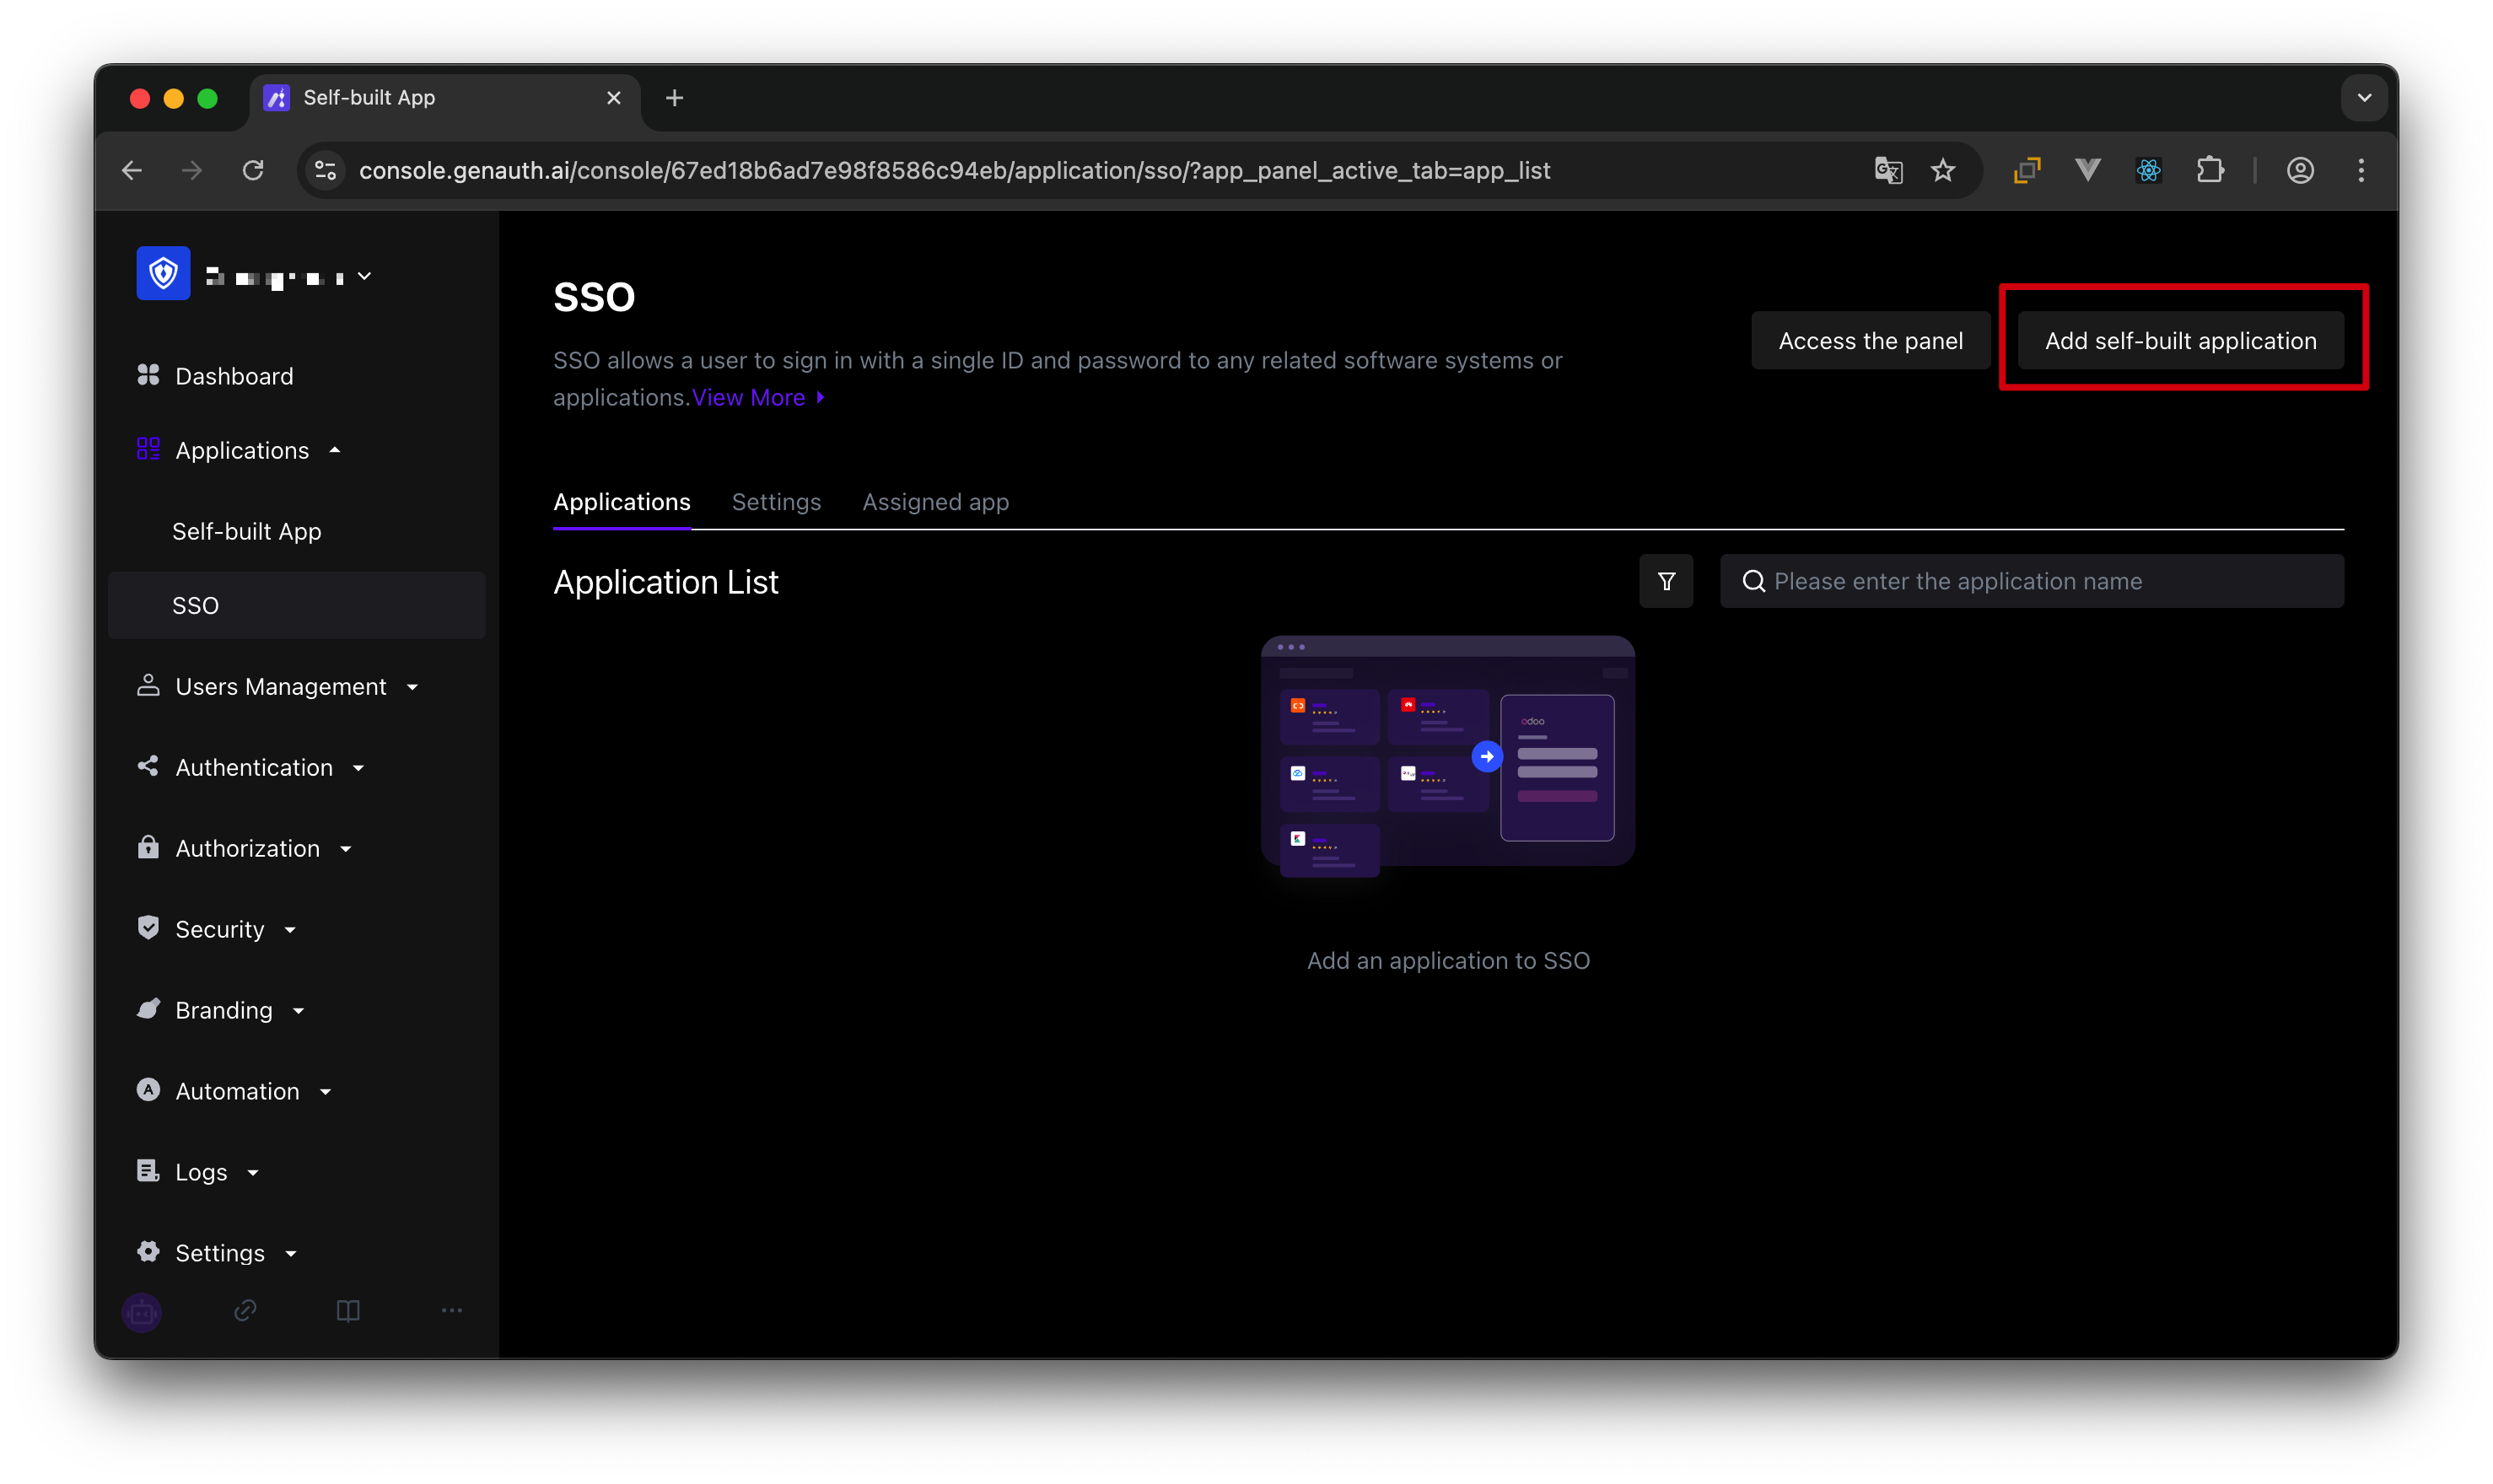 Self-built App
console.genauth.ai/console/67ed18b6ad7e98f8586c94eb/application/sso/?app_panel_active_tab=app_list
Dashboard
Applications
Self-built App
SSO
Users Management
Authentication
Authorization
Security
Branding
Automation
Logs
Settings
SSO
SSO allows a user to sign in with a single ID and password to any related software systems or
applications.View More
Access the panel
Add self-built application
Applications Settings Assigned app
Application List
Please enter the application name
odoo
Add an application to SSO